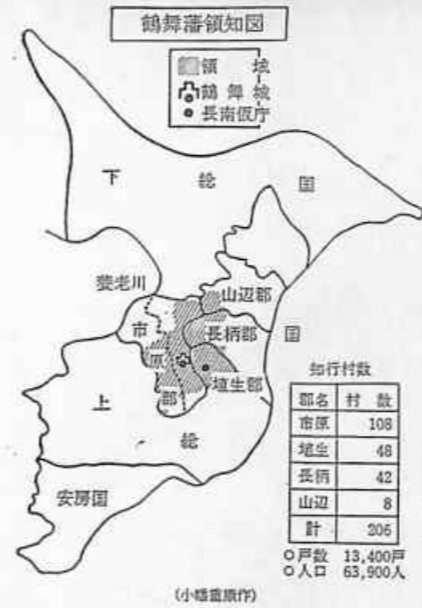 鶴舞藩領知図
領域
鶴舞城
長南仮庁
下総国
養老川
山辺郡
市原郡
長柄郡
国
埴生郡
上総
安房国
知行村数
郡名 村数
市原 108
埴生 48
長柄 42
山辺 8
計 206
○戸数 13,400戸
○人口 63,900人
(小幡重原作)